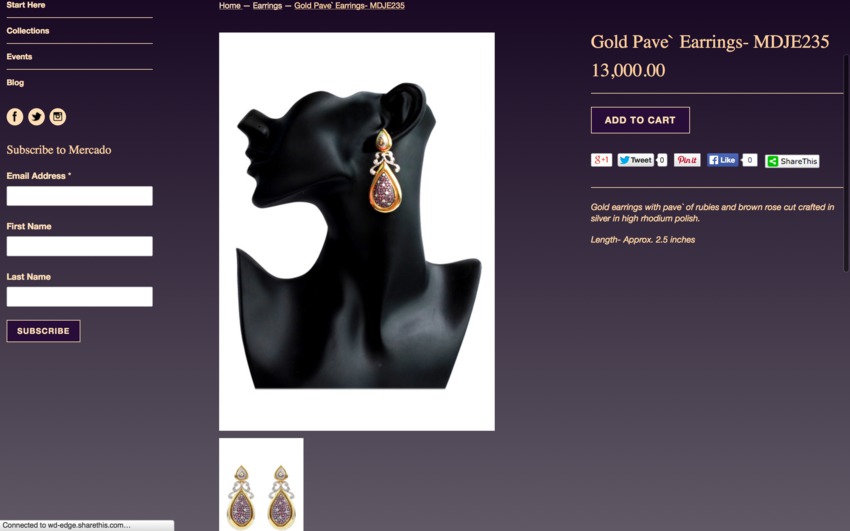 Start Here
Collections
Events
Blog
Subscribe to Mercado
Email Address *
First Name
Last Name
SUBSCRIBE
Home — Earrings — Gold Pave` Earrings- MDJE235
Gold Pave` Earrings- MDJE235
13,000.00
ADD TO CART
g+1 Tweet 0 Pin it Like 0 ShareThis
Gold earrings with pave` of rubies and brown rose cut crafted in
silver in high rhodium polish.
Length- Approx. 2.5 inches
Connected to wd-edge.sharethis.com...